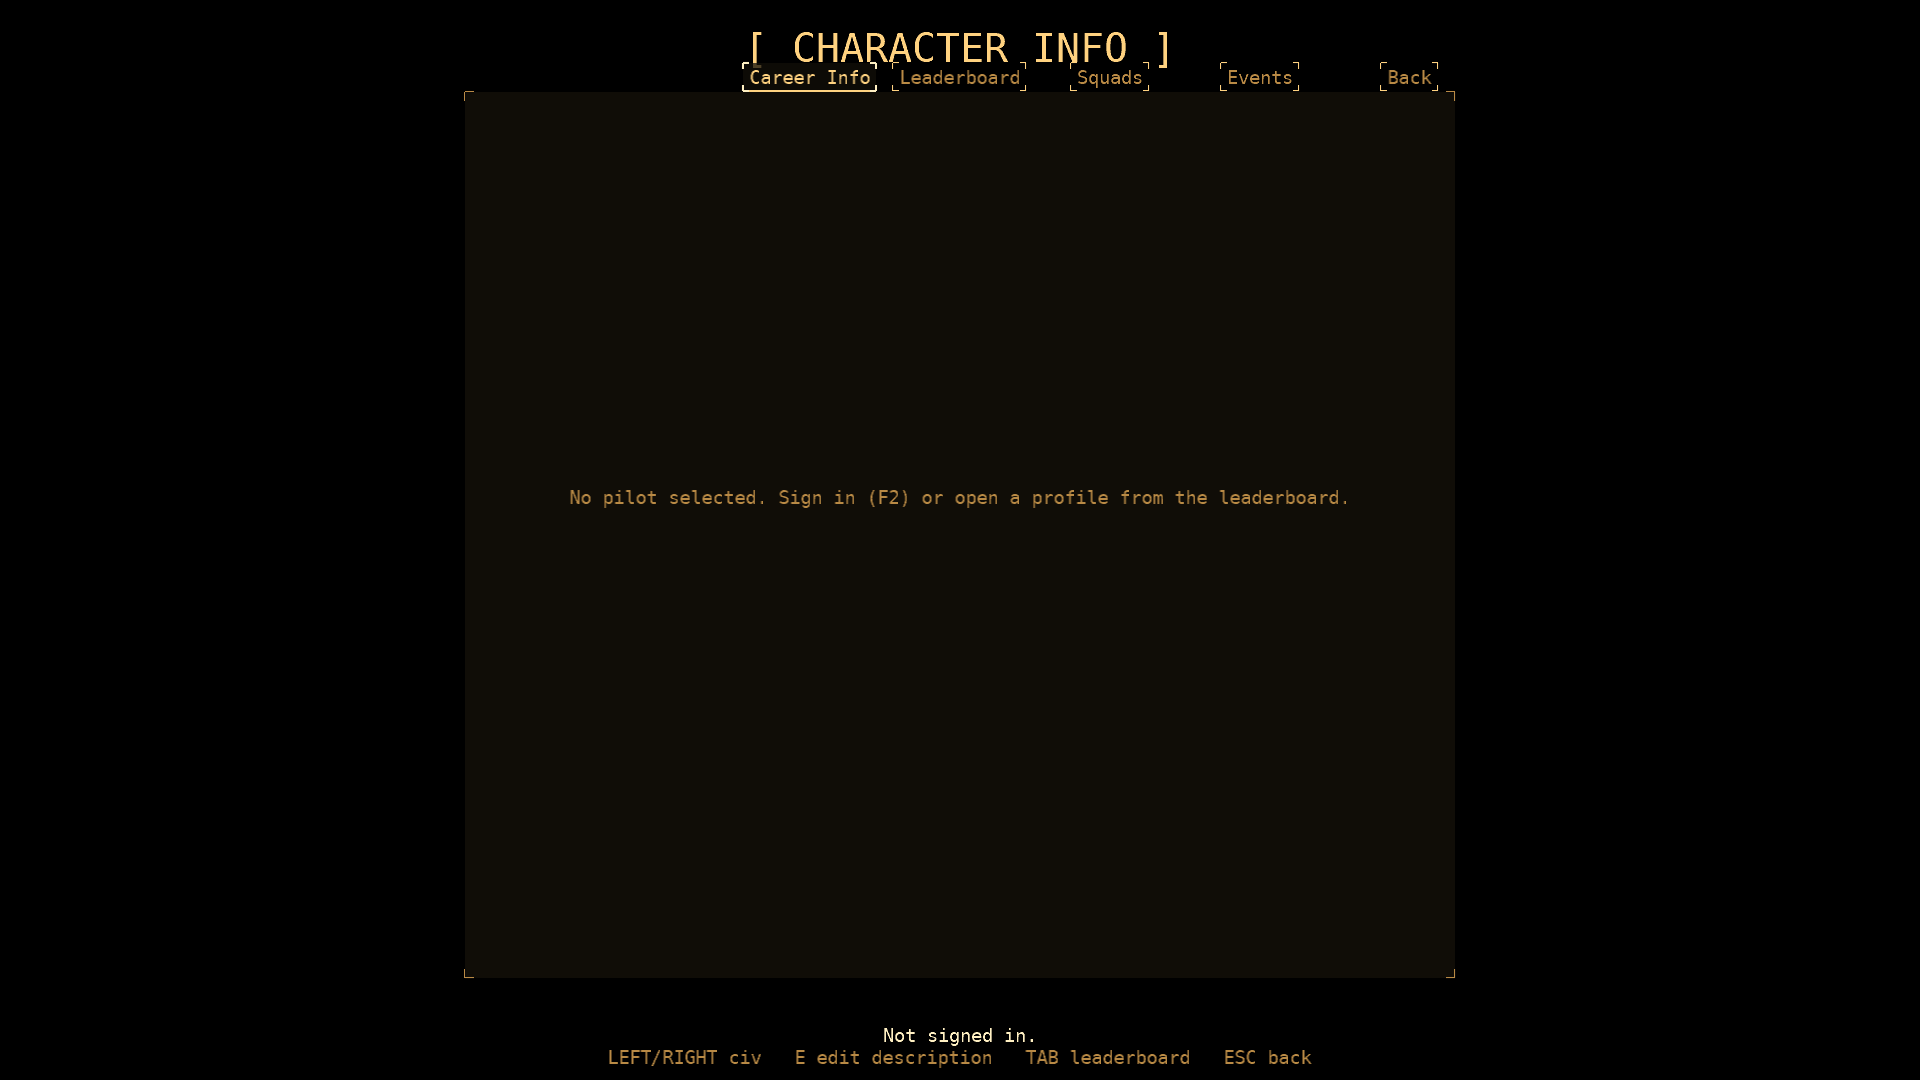 [ CHARACTER INFO ]
Career Info Leaderboard Squads Events Back
No pilot selected. Sign in (F2) or open a profile from the leaderboard.
Not signed in.
LEFT/RIGHT civ E edit description TAB leaderboard ESC back